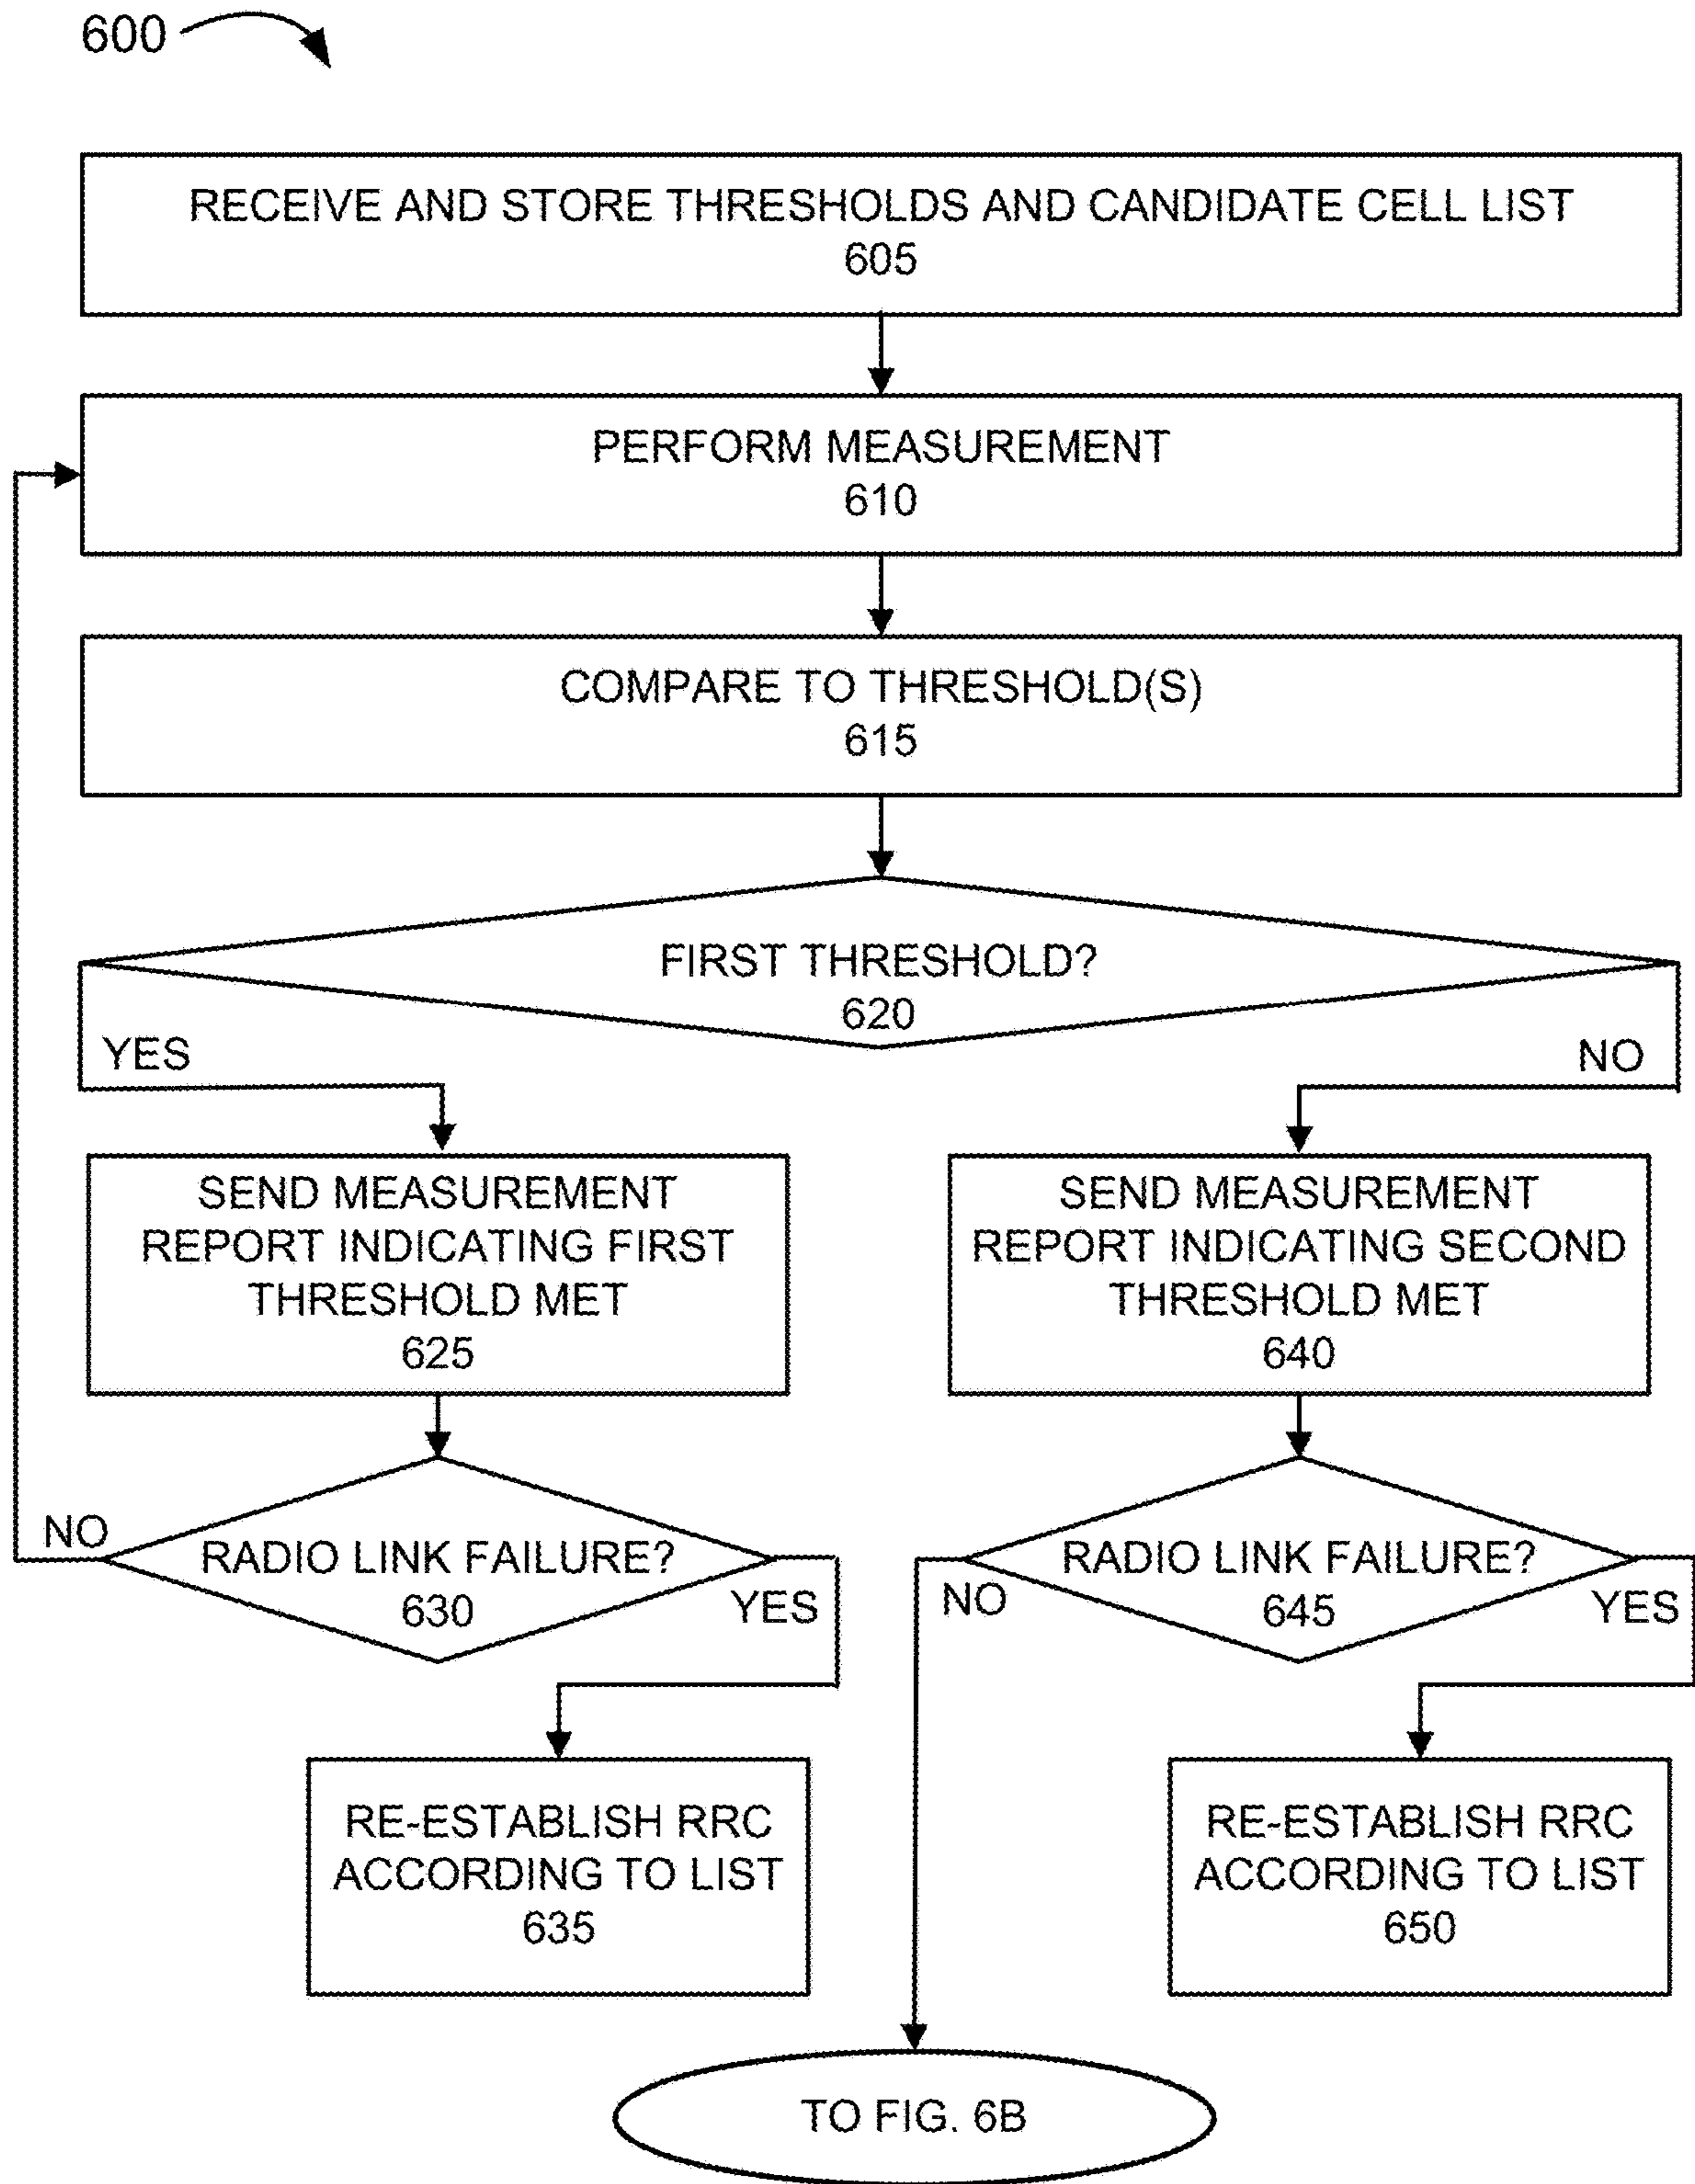 600
RECEIVE AND STORE THRESHOLDS AND CANDIDATE CELL LIST
605
PERFORM MEASUREMENT
610
COMPARE TO THRESHOLD(S)
615
FIRST THRESHOLD?
620
YES
NO
SEND MEASUREMENT
REPORT INDICATING FIRST
THRESHOLD MET
625
SEND MEASUREMENT
REPORT INDICATING SECOND
THRESHOLD MET
640
NO
RADIO LINK FAILURE?
630
YES
RADIO LINK FAILURE?
645
NO
YES
RE-ESTABLISH RRC
ACCORDING TO LIST
635
RE-ESTABLISH RRC
ACCORDING TO LIST
650
TO FIG. 6B